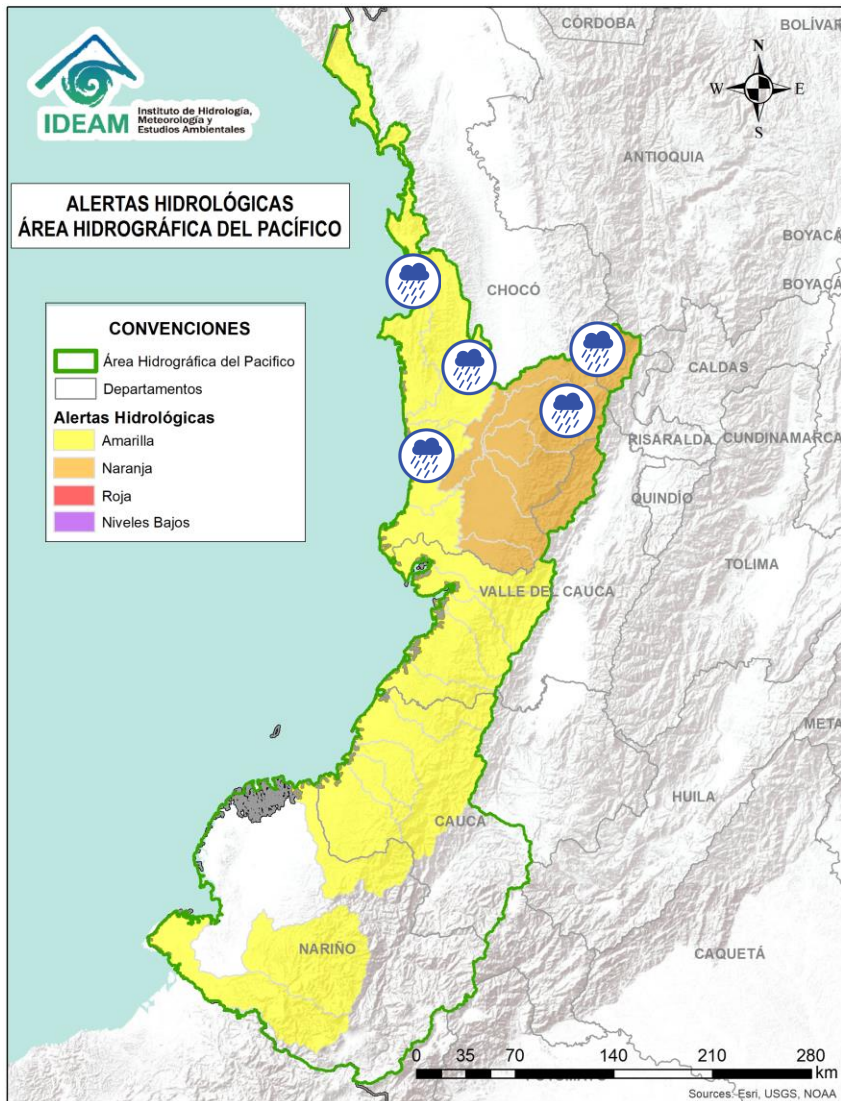 CÓRDOBA
BOLÍVAR
N
W
E
S
IDEAM
Instituto de Hidrología,
Meteorología y
Estudios Ambientales
ANTIOQUIA
ALERTAS HIDROLÓGICAS
ÁREA HIDROGRÁFICA DEL PACÍFICO
BOYACÁ
BOYACÁ
CHOCÓ
CONVENCIONES
Área Hidrográfica del Pacifico
Departamentos
Alertas Hidrológicas
Amarilla
Naranja
Roja
Niveles Bajos
CALDAS
RISARALDA
CUNDINAMARCA
QUINDÍO
TOLIMA
VALLE DEL CAUCA
META
HUILA
CAUCA
NARIÑO
CAQUETÁ
0 35 70 140 210 280
km
Sources: Esri, USGS, NOAA